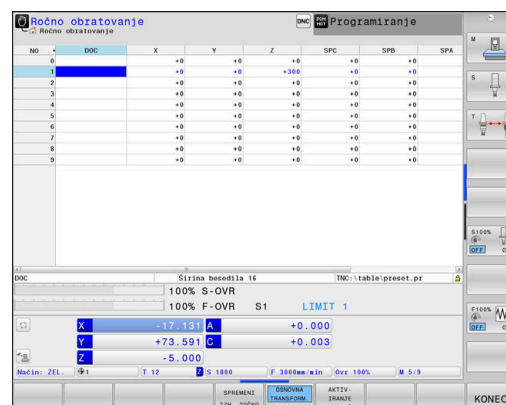 Ročno obratovanje
Ročno obratovanje
DNC
Programiranje
NO DOC X Y Z SPC SPB SPA
0 +0 +0 +0 +0 +0
1 +0 +0 +300 +0 +0
2 +0 +0 +0 +0 +0
3 +0 +0 +0 +0 +0
4 +0 +0 +0 +0 +0
5 +0 +0 +0 +0 +0
6 +0 +0 +0 +0 +0
7 +0 +0 +0 +0 +0
8 +0 +0 +0 +0 +0
9 +0 +0 +0 +0 +0
DOC Širina besedila 16 TNC:\table\preset.pr
100% S-OVR
100% F-OVR S1 LIMIT 1
X -17.131 A +0.000
Y +73.591 C +0.003
Z -5.000
Način: ŽEL. 1 T 12 Z S 1800 F 3000mm/min Ovr 100% M 5/9
SPREMENI
OSNOVNA
TRANSFORM.
AKTIV-
IRANJE
KONEC
M
S
T
S100%
OFF
F100%
OFF